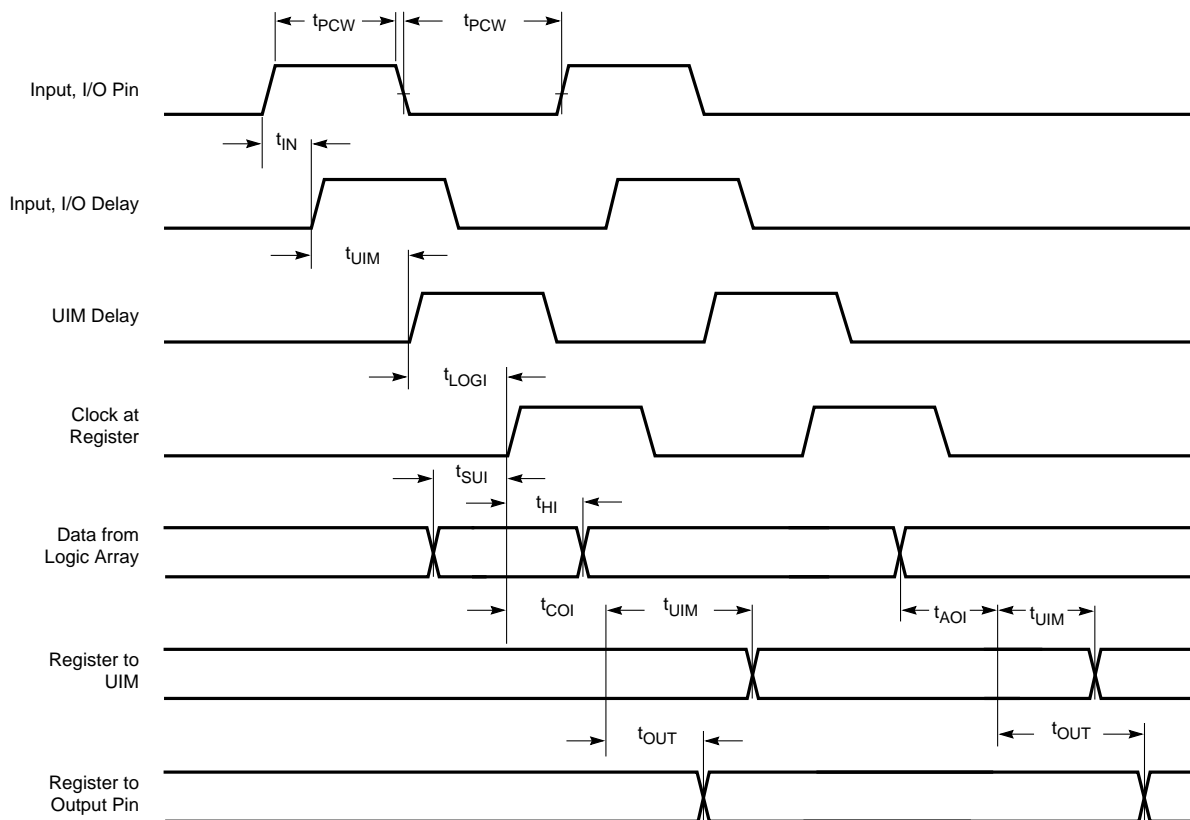 tPCW tPCW
Input, I/O Pin
tIN
Input, I/O Delay
tUIM
UIM Delay
tLOGI
Clock at
Register
tSUI
tHI
Data from
Logic Array
tCOI tUIM tAOI tUIM
Register to
UIM
tOUT tOUT
Register to
Output Pin